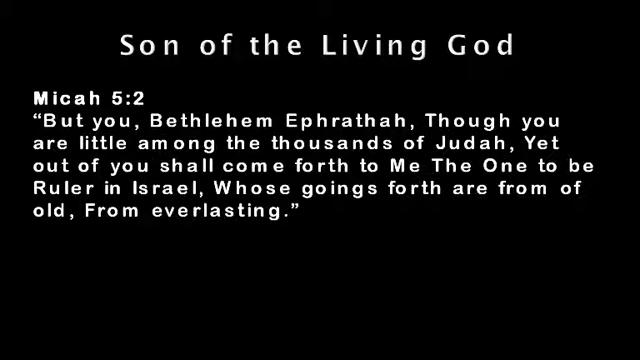 Son of the Living God
Micah 5:2
“But you, Bethlehem Ephrathah, Though you
are little among the thousands of Judah, Yet
out of you shall come forth to Me The One to be
Ruler in Israel, Whose goings forth are from of
old, From everlasting.”